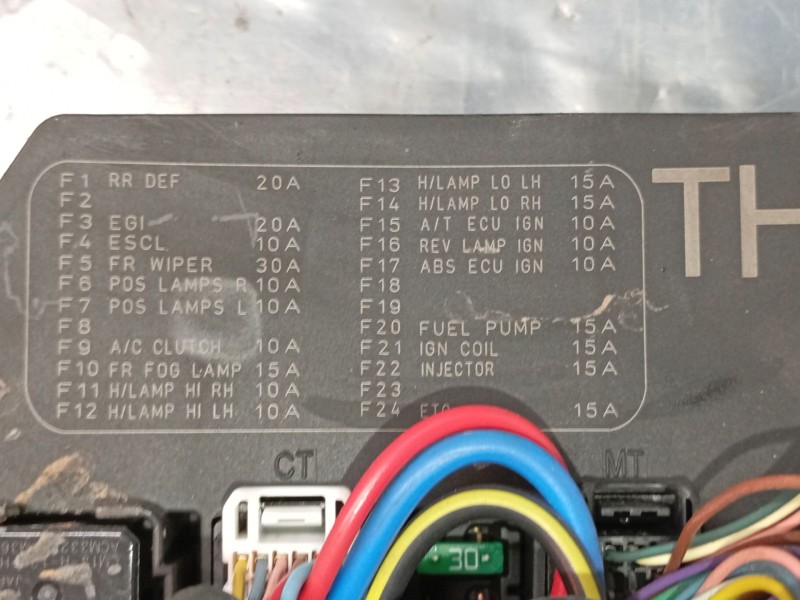 F1 RR DEF 20A
F2
F3 EGI 20A
F4 ESCL 10A
F5 FR WIPER 30A
F6 POS LAMPS R 10A
F7 POS LAMPS L 10A
F8
F9 A/C CLUTCH 10A
F10 FR FOG LAMP 15A
F11 H/LAMP HI RH 10A
F12 H/LAMP HI LH 10A
F13 H/LAMP LO LH 15A
F14 H/LAMP LO RH 15A
F15 A/T ECU IGN 10A
F16 REV LAMP IGN 10A
F17 ABS ECU IGN 10A
F18
F19
F20 FUEL PUMP 15A
F21 IGN COIL 15A
F22 INJECTOR 15A
F23
F24 ETC 15A
TH
CT
MT
30